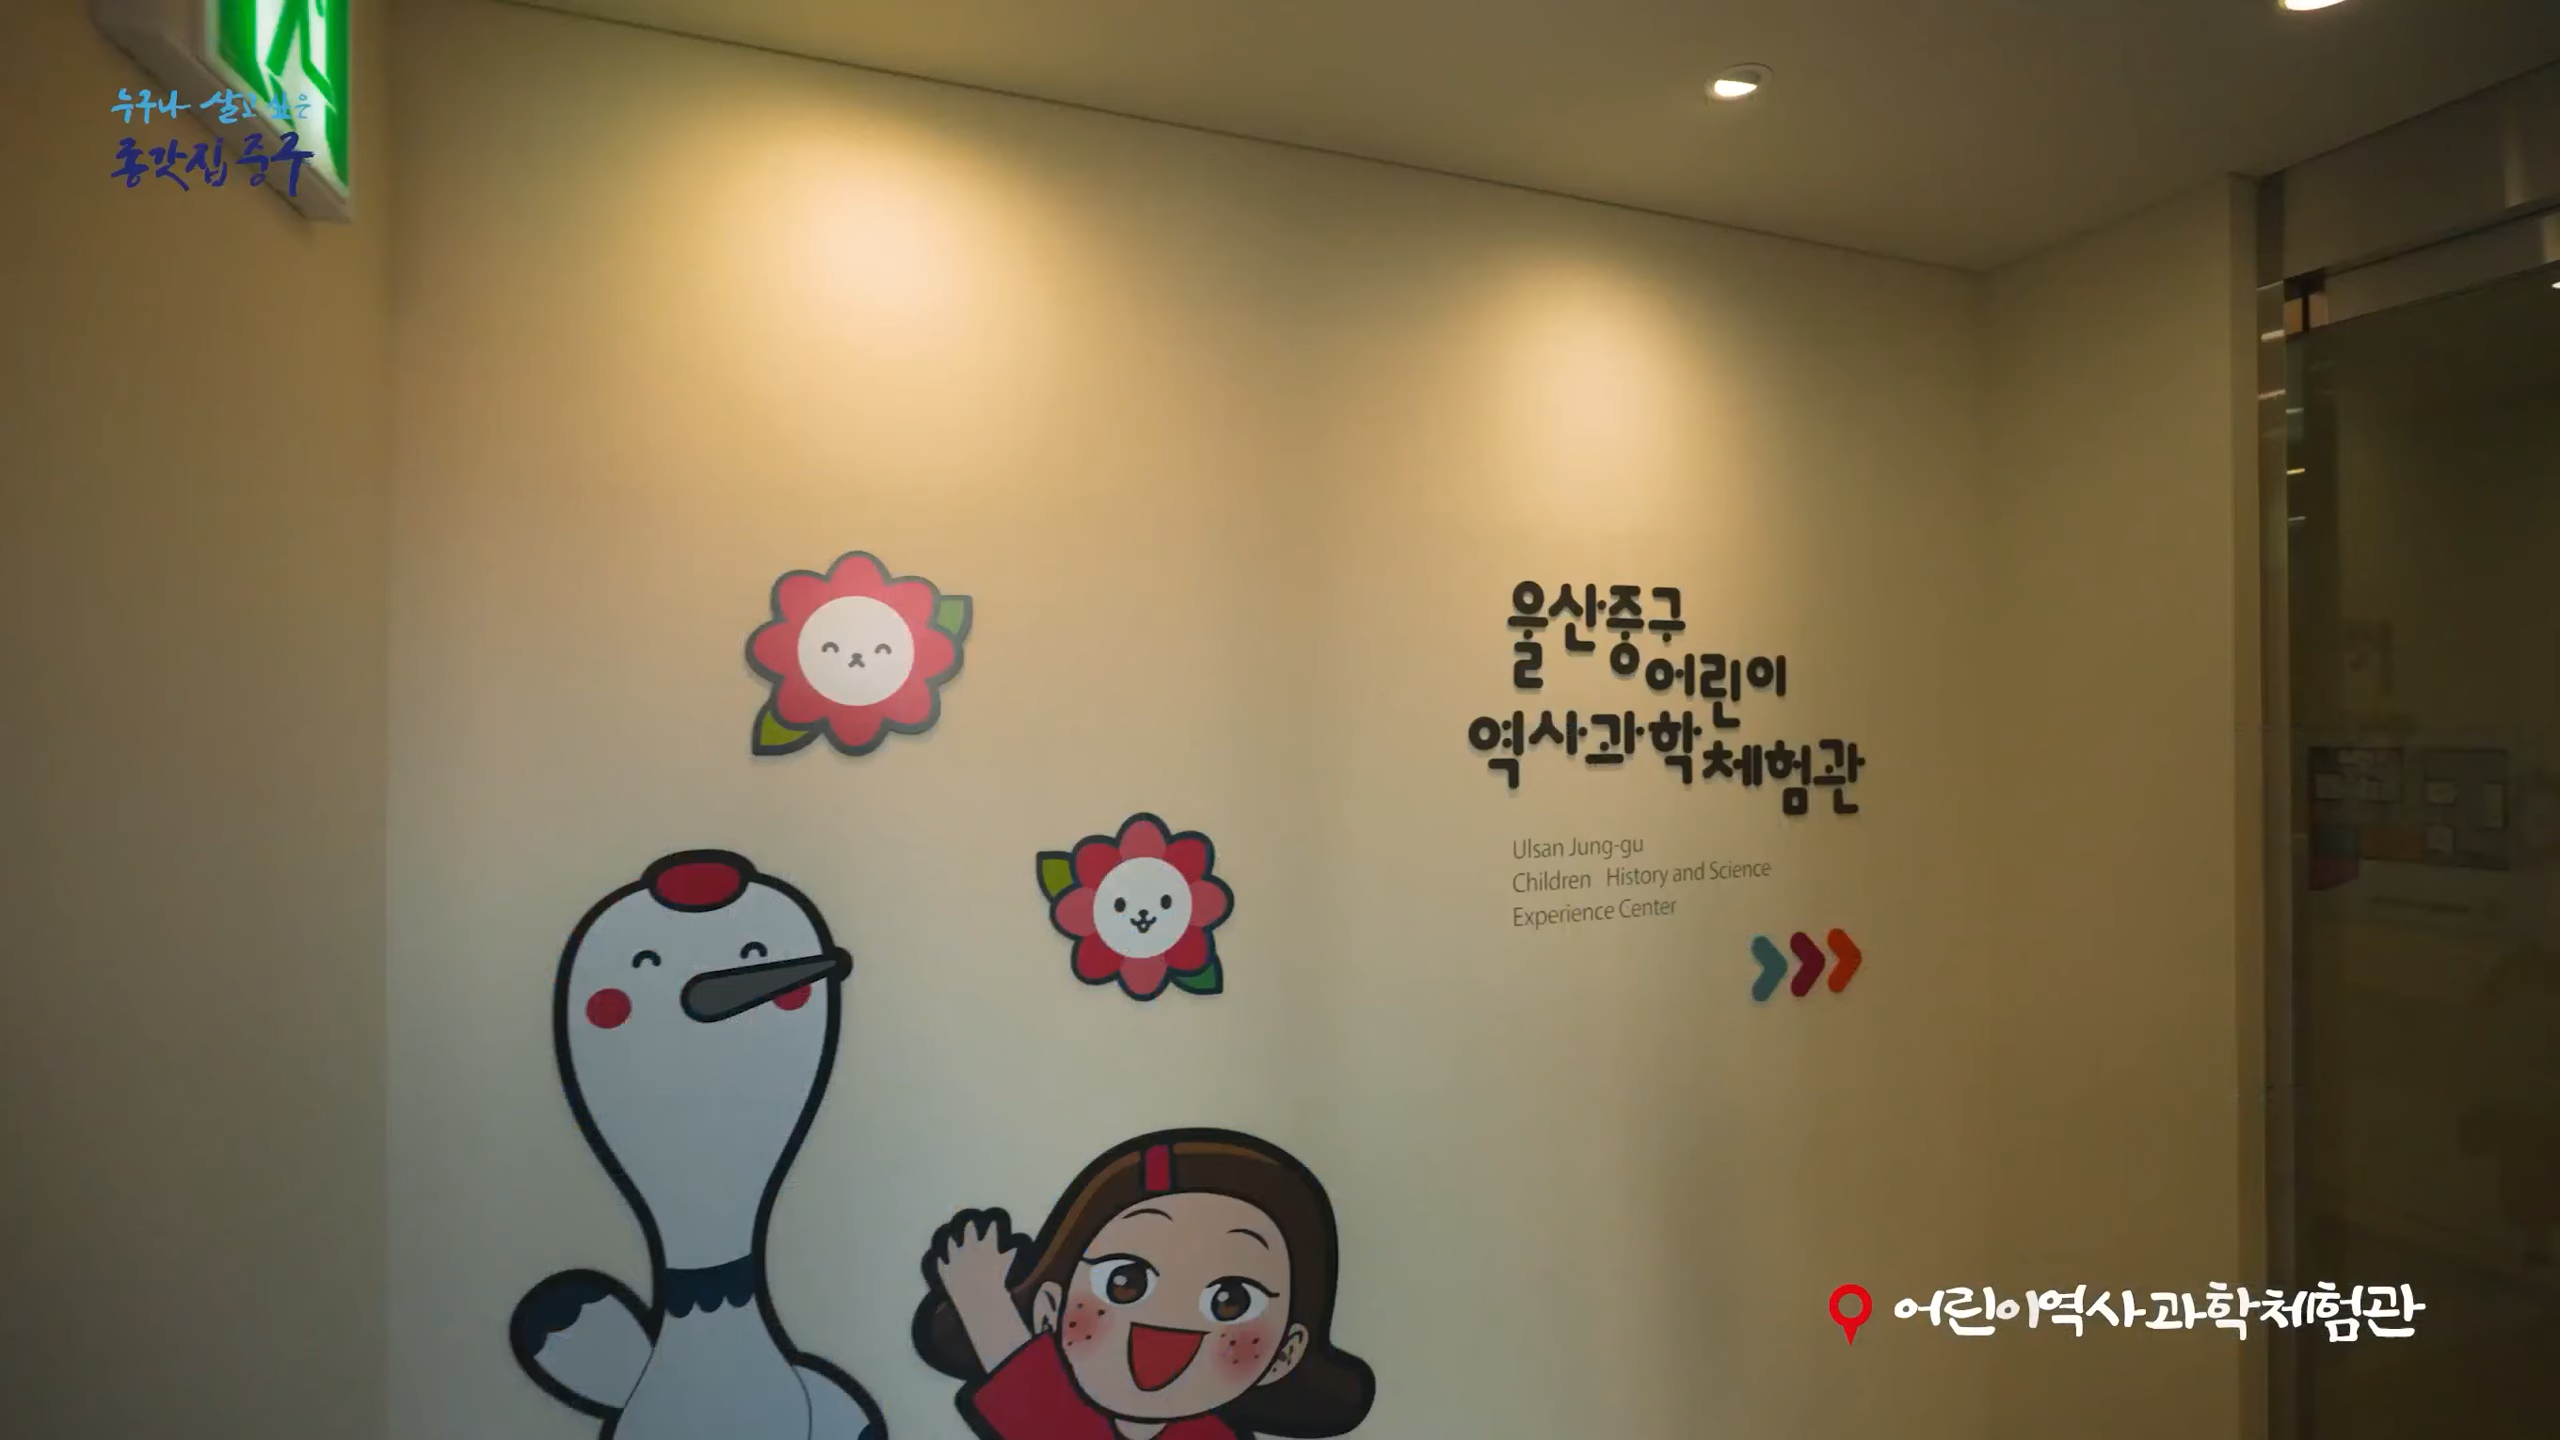 누구나 살고 싶은
종갓집 중구
울산중구
어린이
역사과학체험관
Ulsan Jung-gu
Children History and Science
Experience Center
어린이역사과학체험관